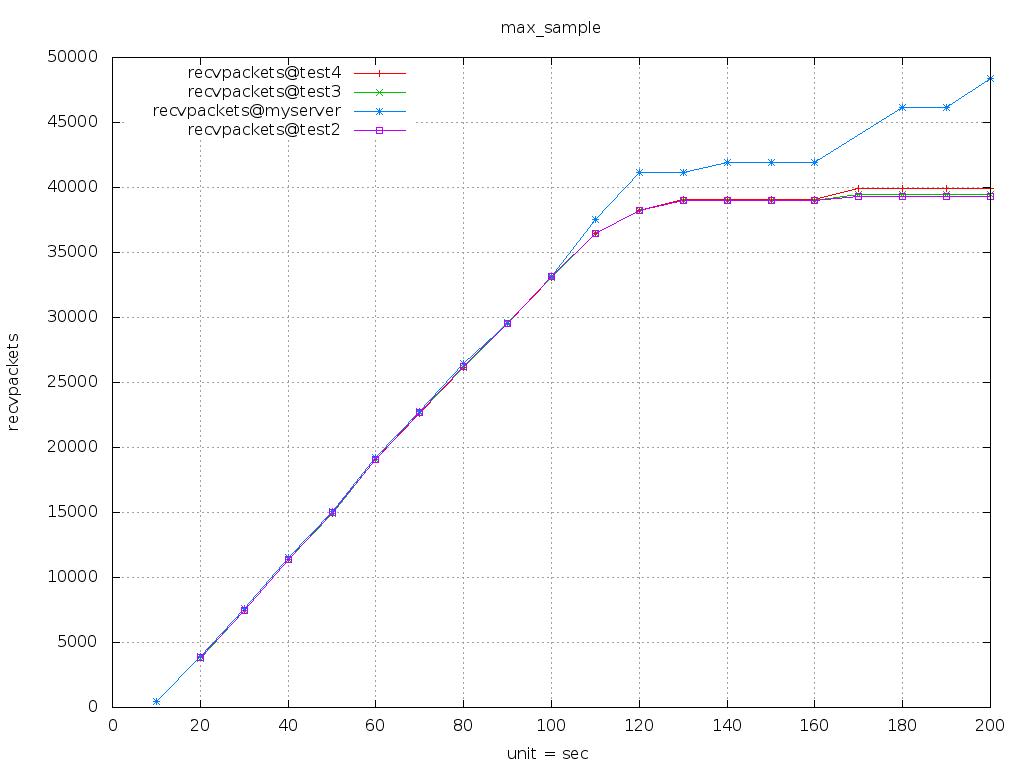 max_sample
50000
45000
40000
35000
30000
25000
20000
15000
10000
5000
0
recvpackets@test4
recvpackets@test3
recvpackets@myserver
recvpackets@test2
recvpackets
0 20 40 60 80 100 120 140 160 180 200
unit = sec